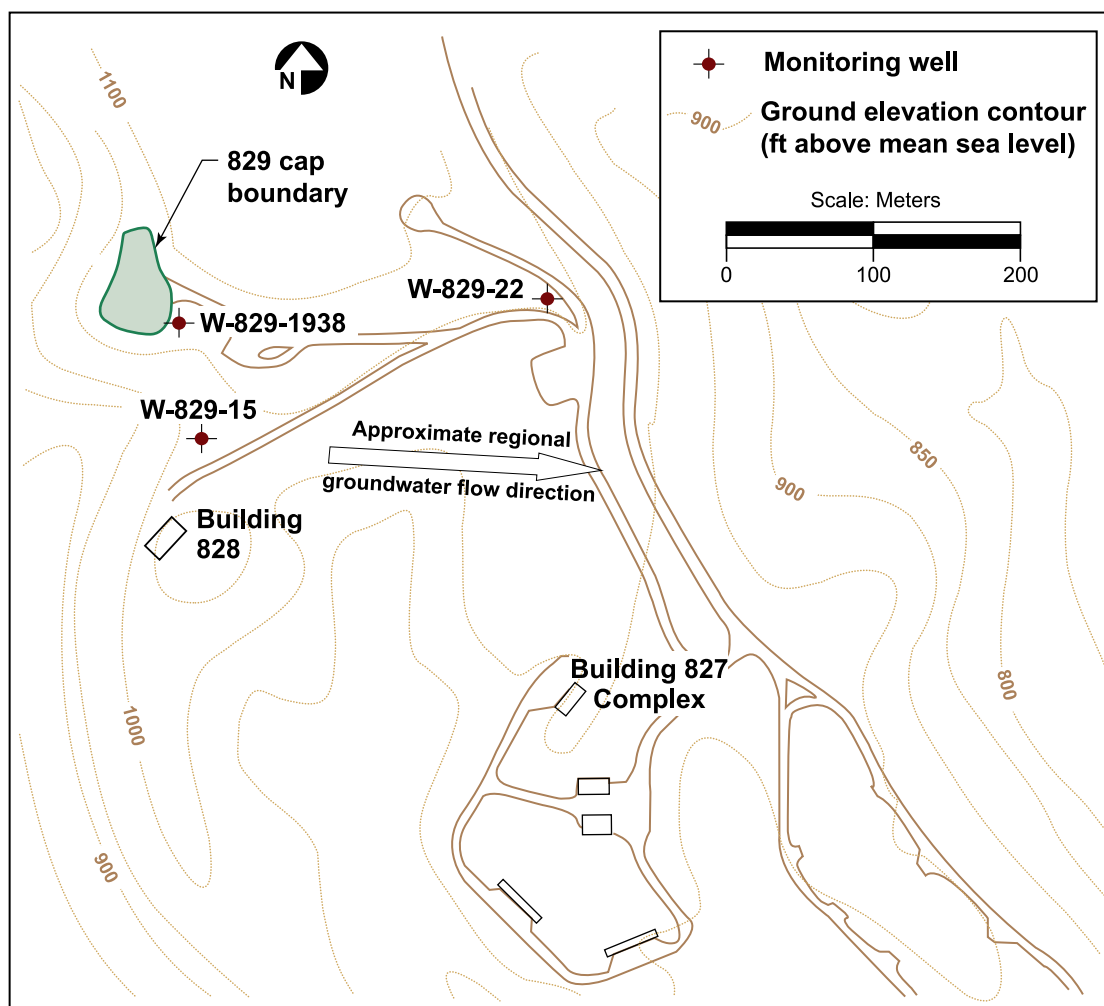 1100
N
829 cap
boundary
Monitoring well
900
Ground elevation contour
(ft above mean sea level)
Scale: Meters
0 100 200
W-829-22
W-829-1938
W-829-15
Approximate regional
groundwater flow direction
850
900
Building
828
Building 827
Complex
800
1000
900